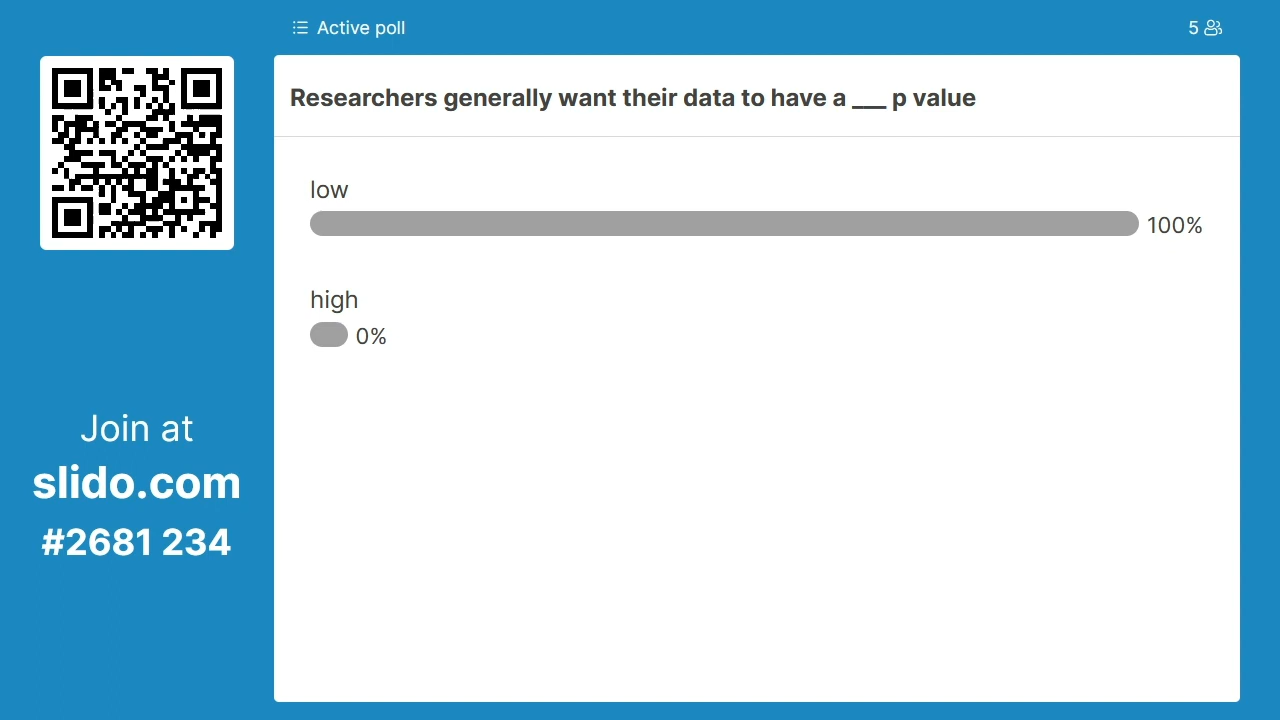 Active poll
5
Researchers generally want their data to have a ___ p value
low
100%
high
0%
Join at
slido.com
#2681 234